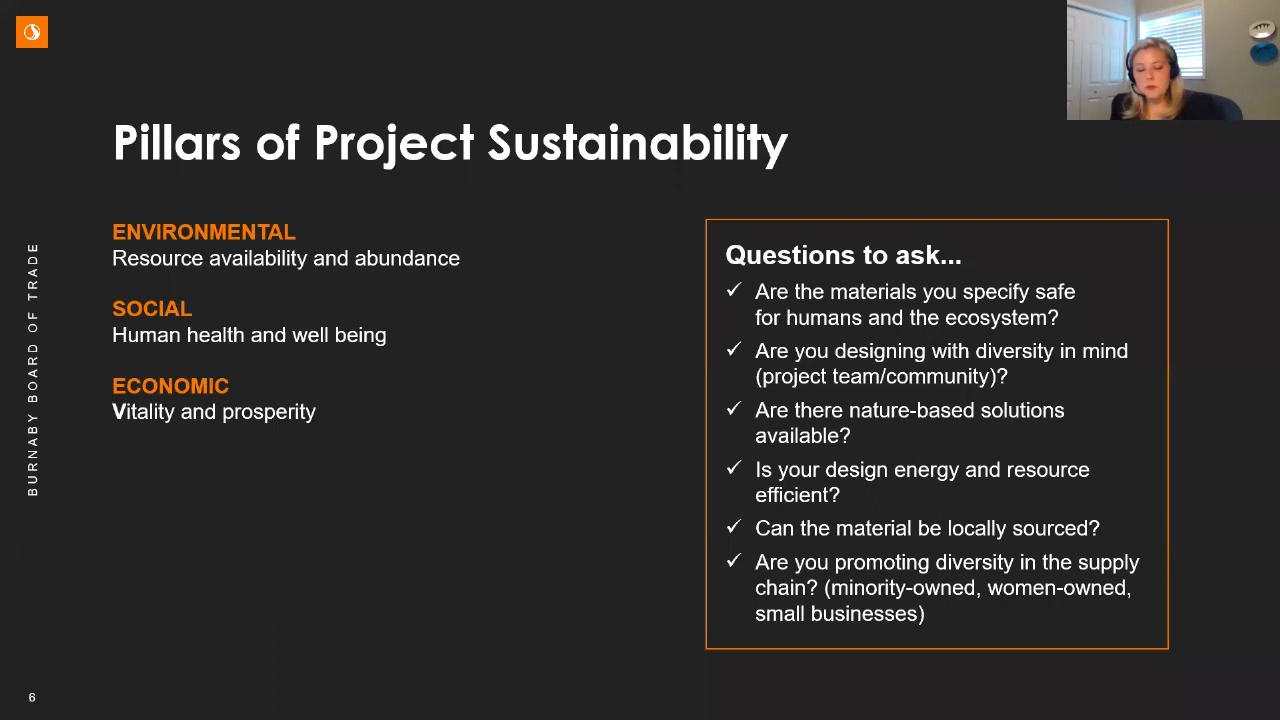 Pillars of Project Sustainability
ENVIRONMENTAL
Resource availability and abundance
SOCIAL
Human health and well being
ECONOMIC
Vitality and prosperity
Questions to ask...
✓ Are the materials you specify safe
for humans and the ecosystem?
✓ Are you designing with diversity in mind
(project team/community)?
✓ Are there nature-based solutions
available?
✓ Is your design energy and resource
efficient?
✓ Can the material be locally sourced?
✓ Are you promoting diversity in the supply
chain? (minority-owned, women-owned,
small businesses)
BURNABY BOARD OF TRADE
6